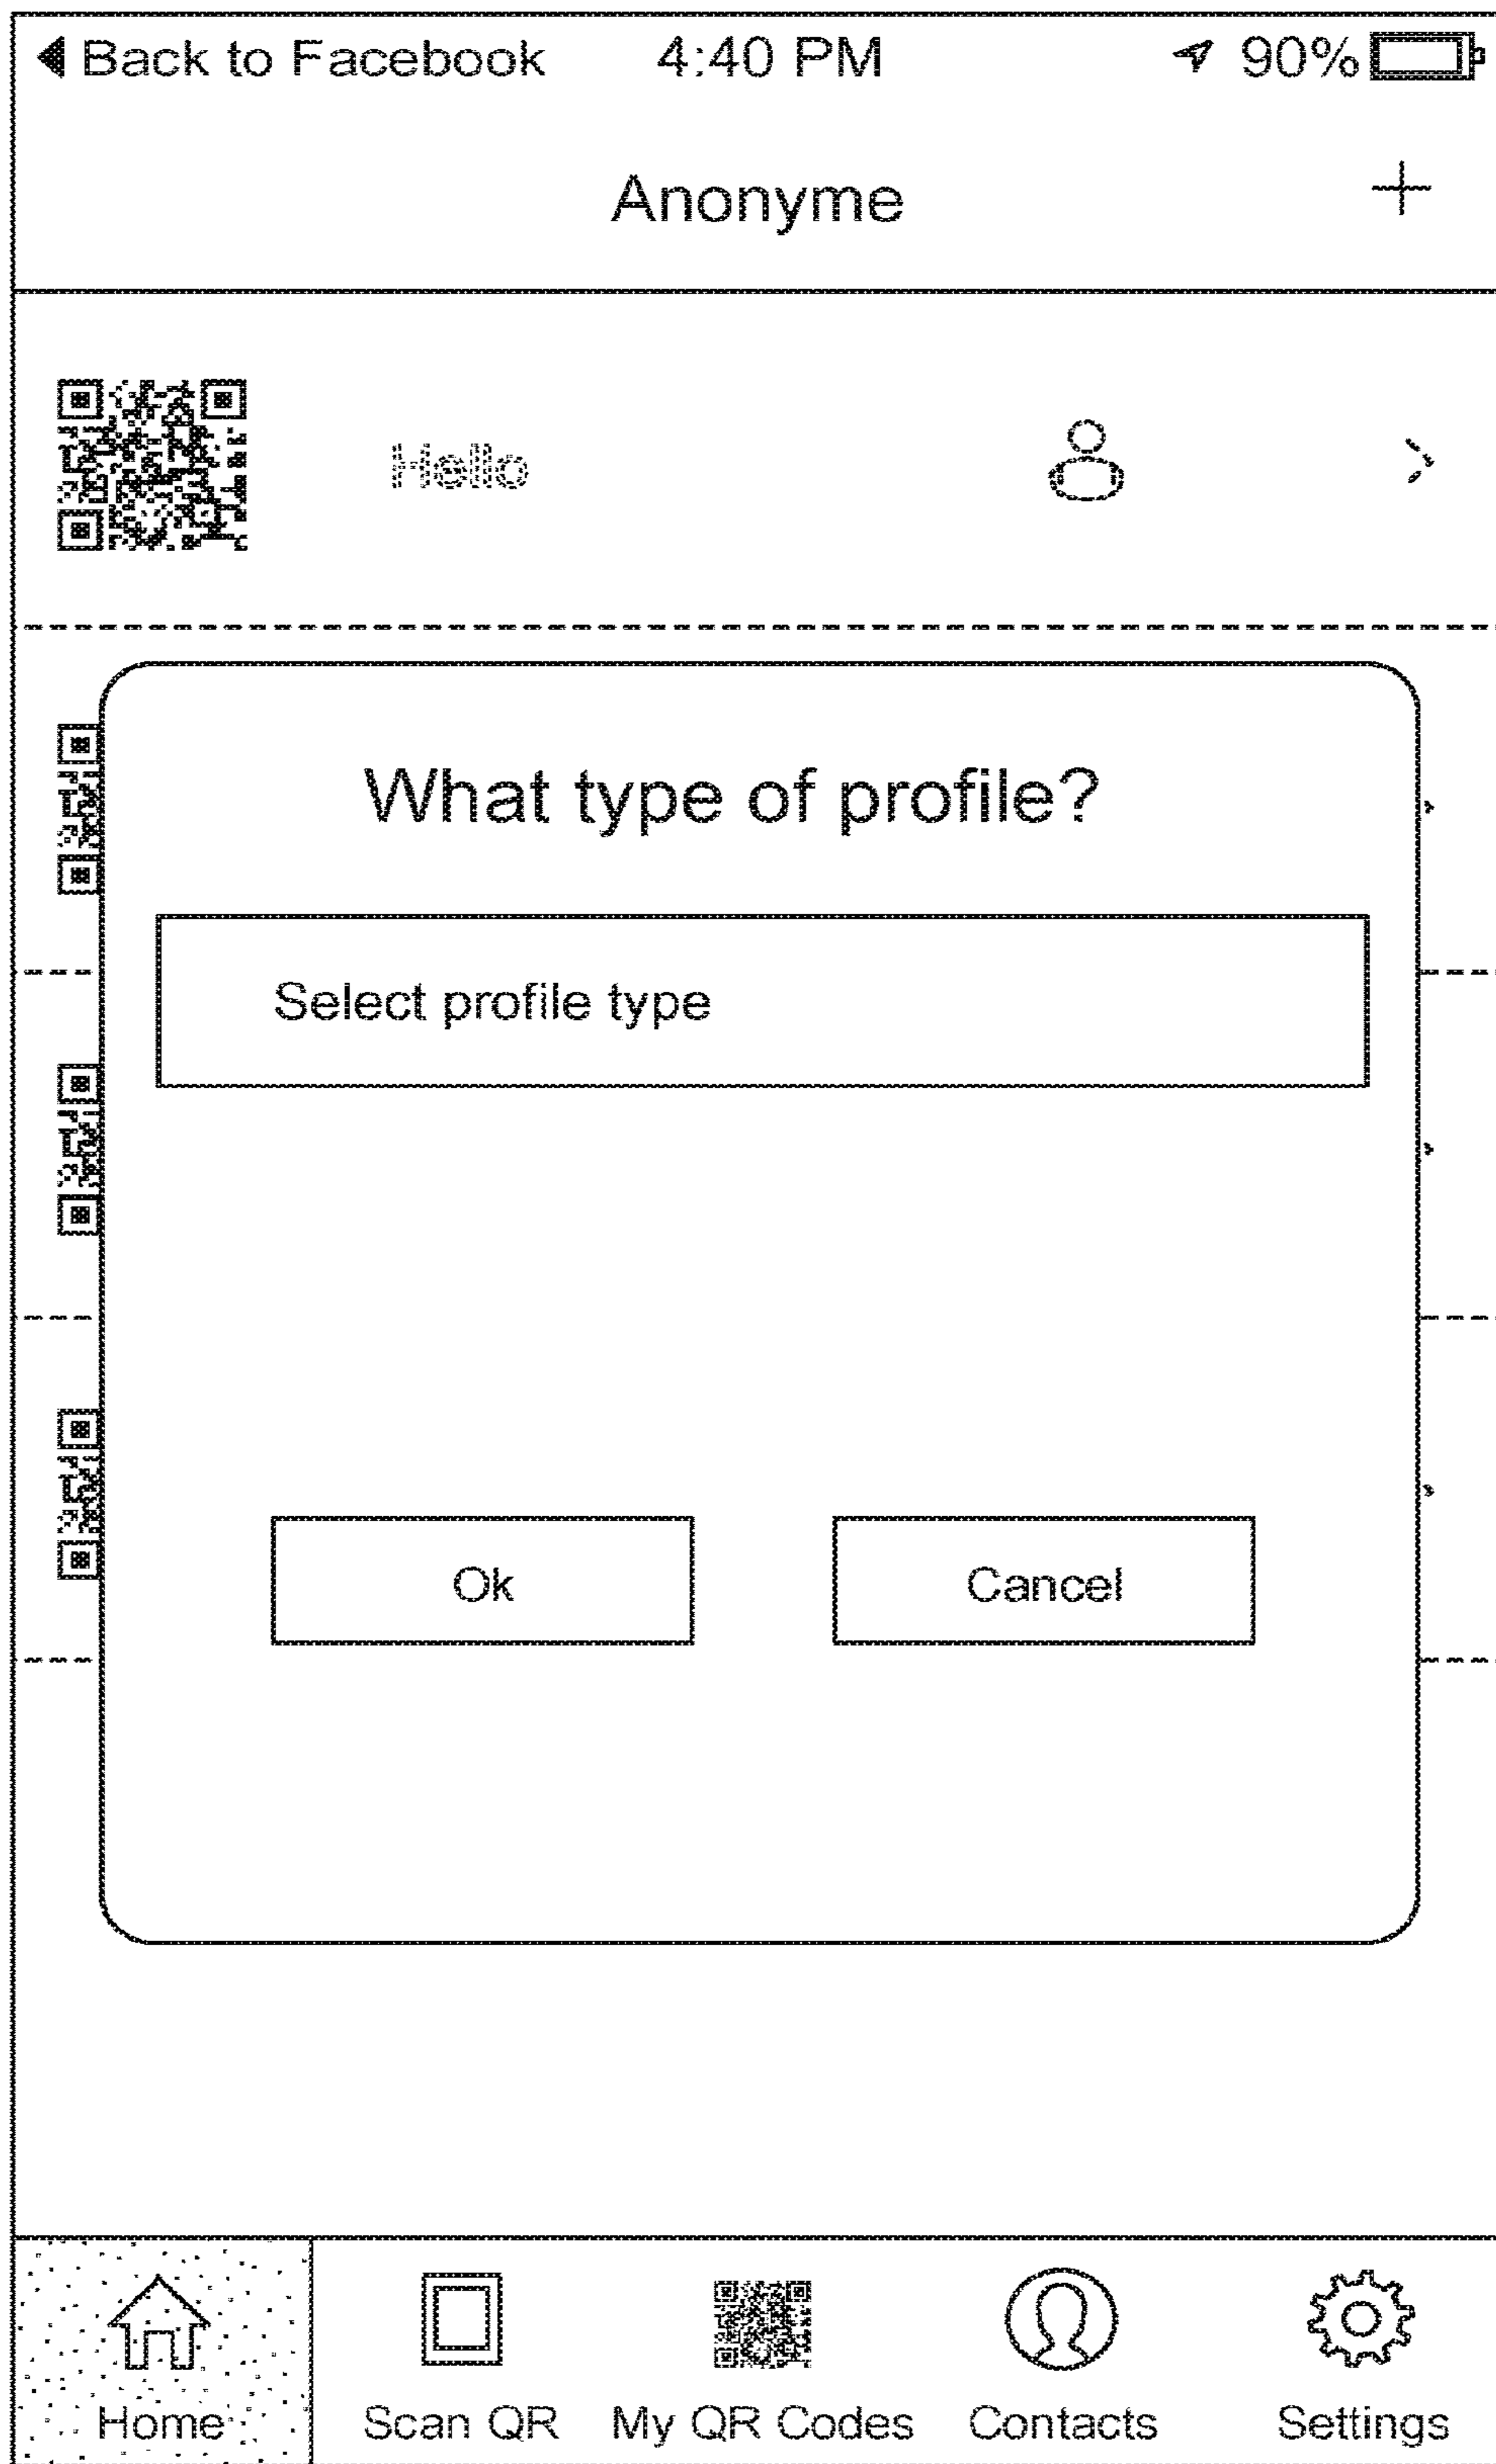 Back to Facebook 4:40 PM 90%
Anonyme
Hello
What type of profile?
Select profile type
Ok Cancel
Home Scan QR My QR Codes Contacts Settings